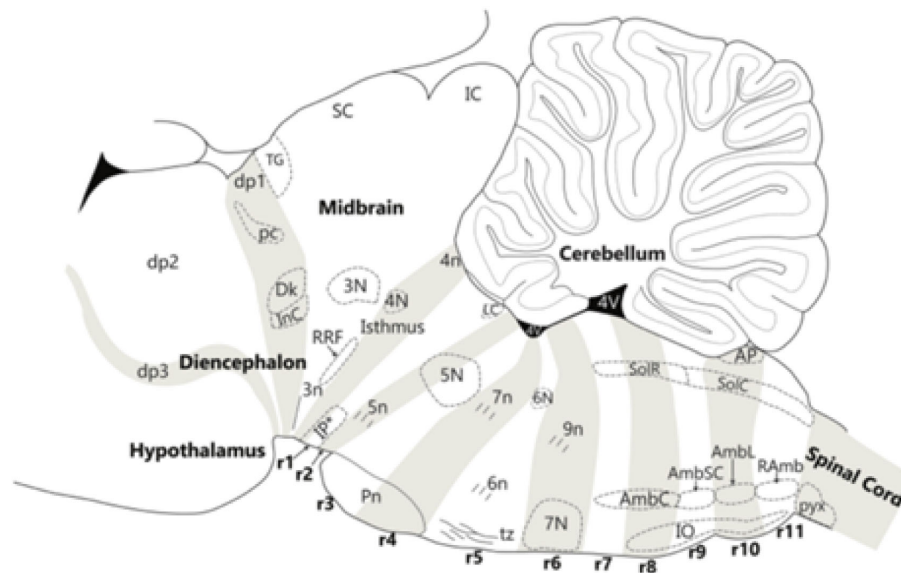 SC
IC
TG
dp1
Midbrain
pc
dp2
Cerebellum
4n
3N
Dk
4N
4V
LC
InC
Isthmus
4V
RRF
AP
Diencephalon
dp3
5N
SolR
SolC
3n
7n
6N
5n
IP*
9n
Hypothalamus
AmbL
Spinal Cord
r1
AmbSC
RAmb
r2
6n
r3
Pn
AmbC
pyx
7N
IO
tz
r11
r4
r5
r6
r7
r8
r9
r10